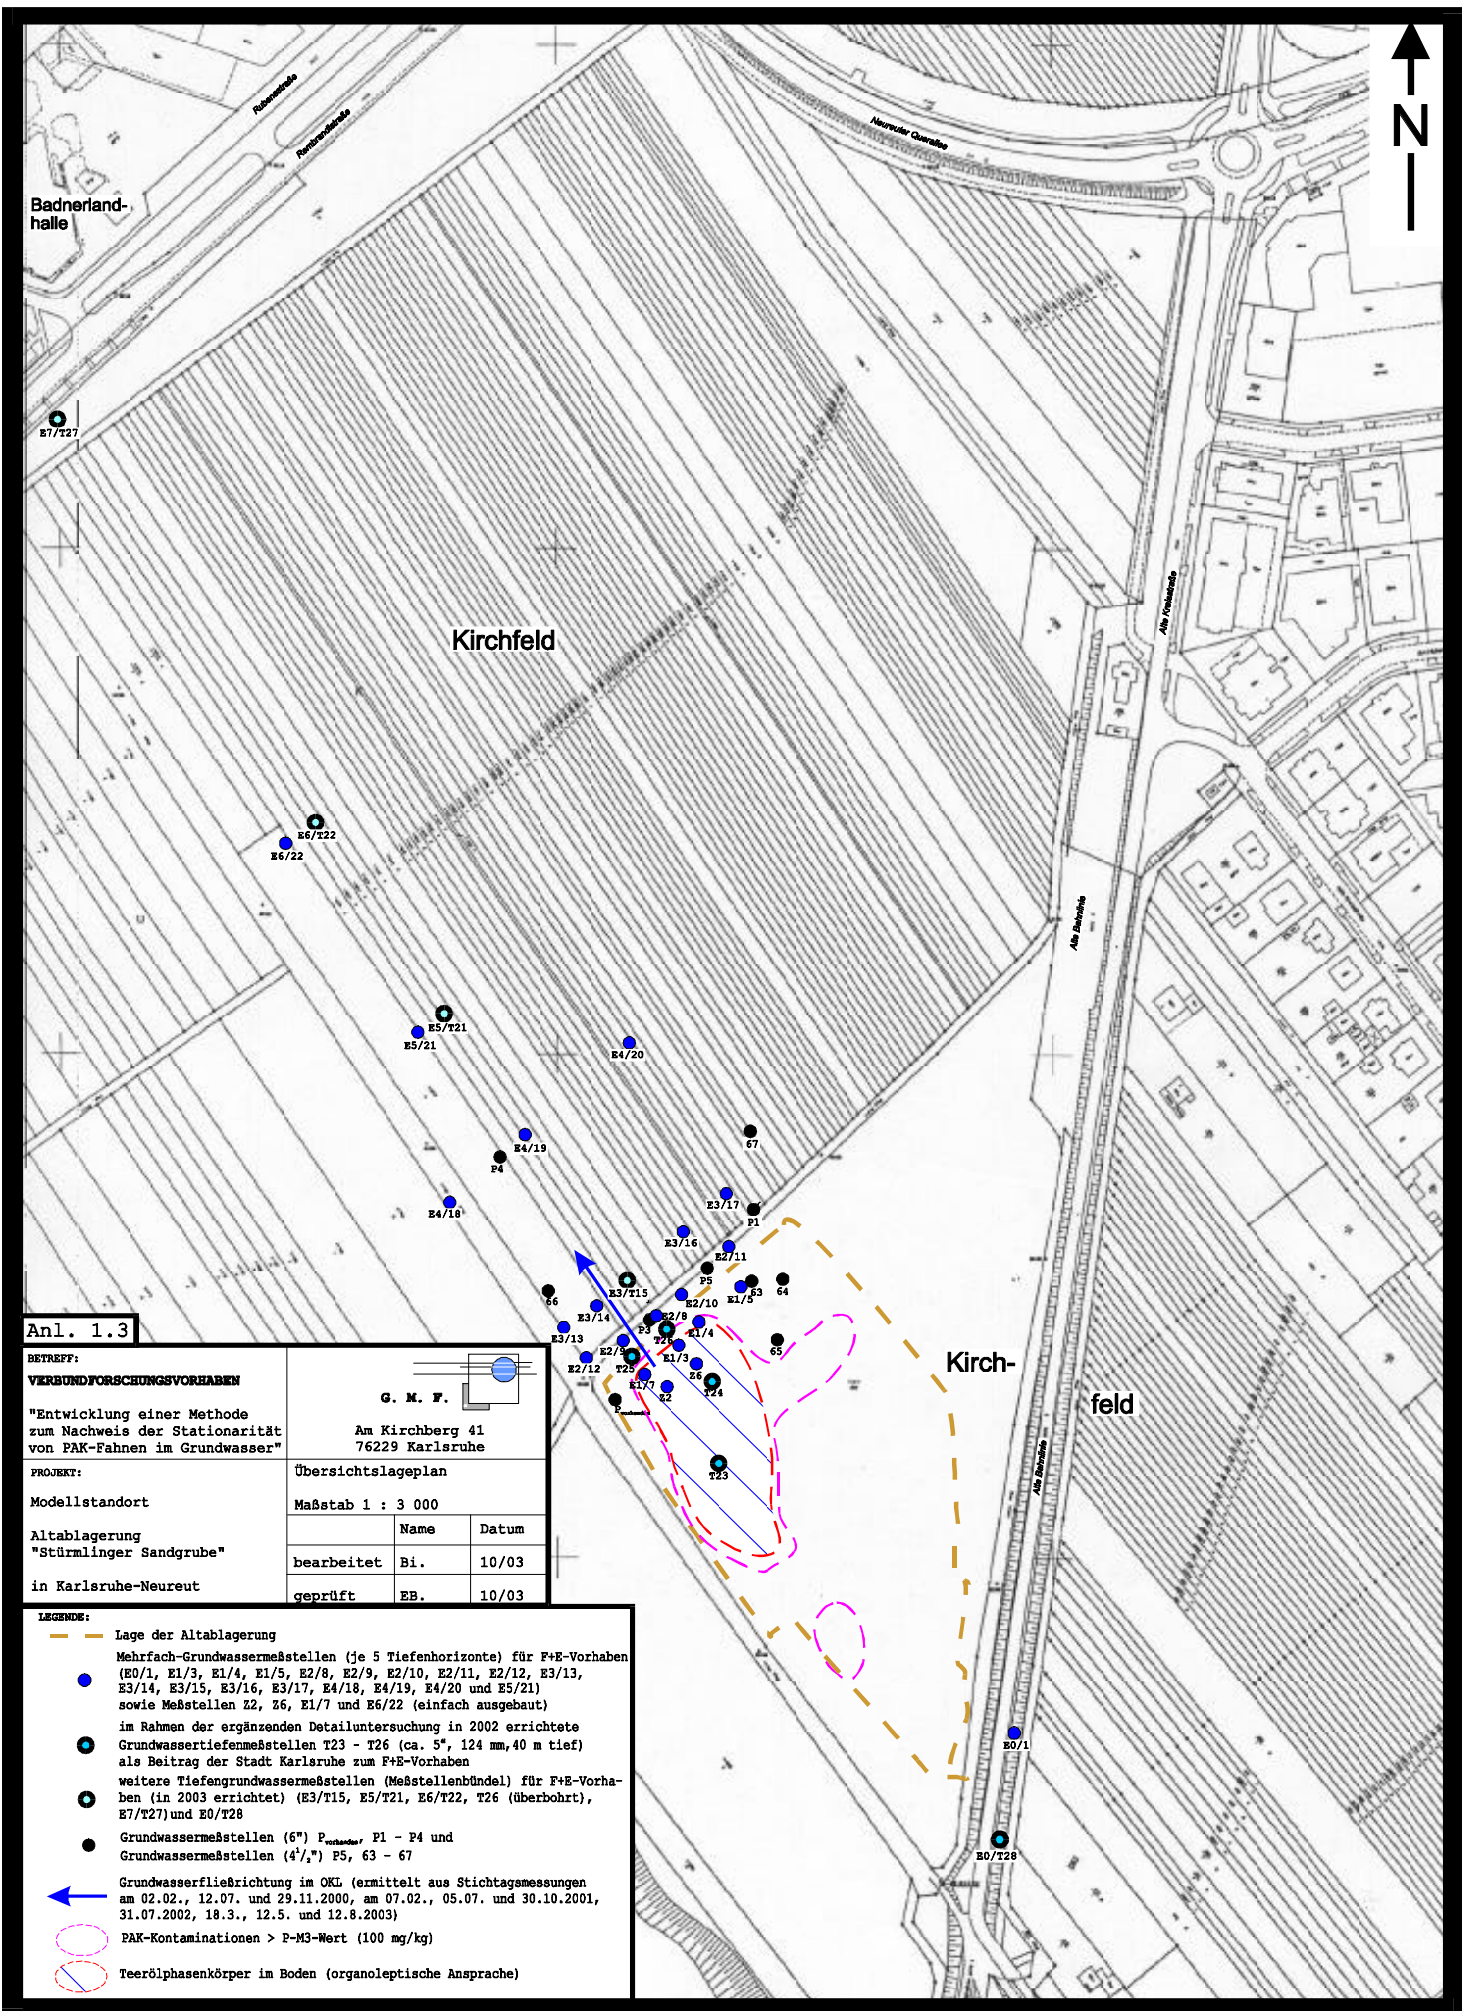 Rubensstraße
Rembrandtstraße
Neureuter Querallee
N
Badnerland-
halle
E7/T27
Kirchfeld
Alte Kreisstraße
E6/T22
E6/22
Alte Bahnlinie
E5/T21
E5/21
E4/20
67
E4/19
P4
E4/18
E3/17
P1
E3/16
E2/11
P5
63
64
E1/5
E3/T15
66
E2/10
E3/14
E2/8
P3
E1/4
E3/13
T26
65
E2/9
E1/3
E2/12
T25
Z6
E1/7
Z2
T24
P vorhanden
Kirch-
feld
Alte Bahnlinie
T23
E0/1
E0/T28
Anl. 1.3
BETREFF:
VERBUNDFORSCHUNGSVORHABEN
"Entwicklung einer Methode
zum Nachweis der Stationarität
von PAK-Fahnen im Grundwasser"
G. M. F.
Am Kirchberg 41
76229 Karlsruhe
PROJEKT:
Modellstandort
Altablagerung
"Stürmlinger Sandgrube"
in Karlsruhe-Neureut
Übersichtslageplan
Maßstab 1 : 3 000
Name Datum
bearbeitet Bi. 10/03
geprüft EB. 10/03
LEGENDE:
Lage der Altablagerung
Mehrfach-Grundwassermeßstellen (je 5 Tiefenhorizonte) für F+E-Vorhaben
(E0/1, E1/3, E1/4, E1/5, E2/8, E2/9, E2/10, E2/11, E2/12, E3/13,
E3/14, E3/15, E3/16, E3/17, E4/18, E4/19, E4/20 und E5/21)
sowie Meßstellen Z2, Z6, E1/7 und E6/22 (einfach ausgebaut)
im Rahmen der ergänzenden Detailuntersuchung in 2002 errichtete
Grundwassertiefenmeßstellen T23 - T26 (ca. 5", 124 mm, 40 m tief)
als Beitrag der Stadt Karlsruhe zum F+E-Vorhaben
weitere Tiefengrundwassermeßstellen (Meßstellenbündel) für F+E-Vorha-
ben (in 2003 errichtet) (E3/T15, E5/T21, E6/T22, T26 (überbohrt),
E7/T27) und E0/T28
Grundwassermeßstellen (6") P vorhanden, P1 - P4 und
Grundwassermeßstellen (4 1/2") P5, 63 - 67
Grundwasserfließrichtung im OKL (ermittelt aus Stichtagsmessungen
am 02.02., 12.07. und 29.11.2000, am 07.02., 05.07. und 30.10.2001,
31.07.2002, 18.3., 12.5. und 12.8.2003)
PAK-Kontaminationen > P-M3-Wert (100 mg/kg)
Teerölphasenkörper im Boden (organoleptische Ansprache)